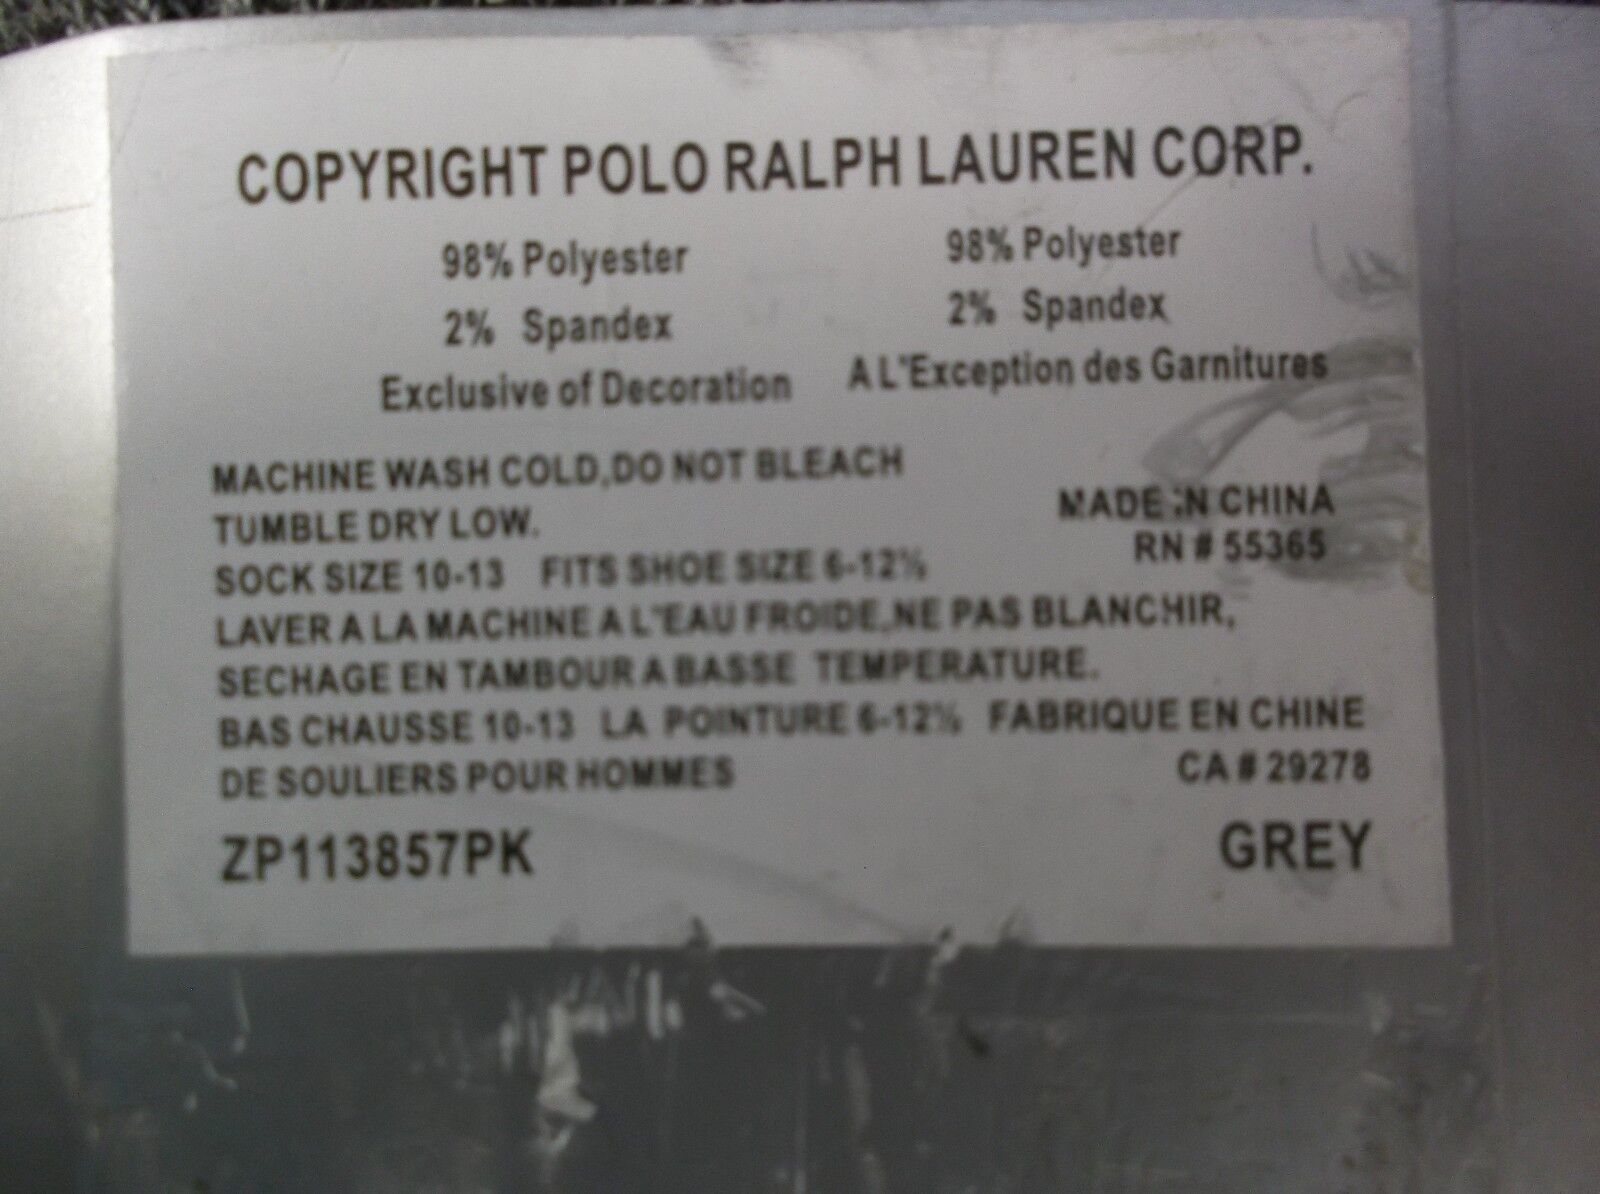 COPYRIGHT POLO RALPH LAUREN CORP.
98% Polyester
2% Spandex
Exclusive of Decoration
98% Polyester
2% Spandex
A L"Exception des Garnitures
MACHINE WASH COLD,DO NOT BLEACH
TUMBLE DRY LOW.
MADE IN CHINA
RN # 55365
SOCK SIZE 10-13 FITS SHOE SIZE 6-12½
LAVER A LA MACHINE A L"EAU FROIDE,NE PAS BLANCHIR,
SECHAGE EN TAMBOUR A BASSE TEMPERATURE.
BAS CHAUSSE 10-13 LA POINTURE 6-12½ FABRIQUE EN CHINE
DE SOULIERS POUR HOMMES
CA # 29278
ZP113857PK
GREY